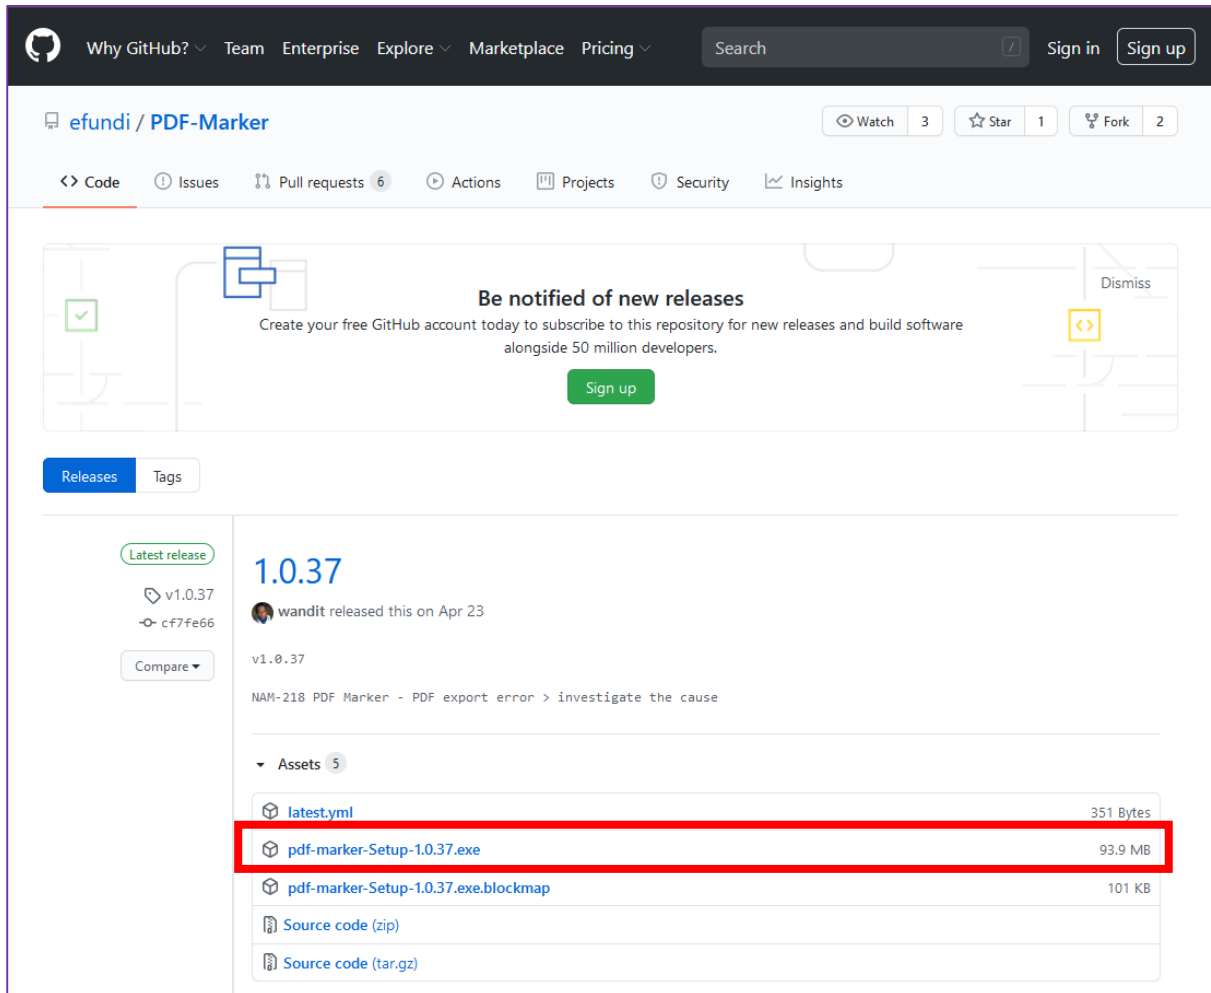 Why GitHub? Team Enterprise Explore Marketplace Pricing Search / Sign in Sign up
efundi / PDF-Marker Watch 3 Star 1 Fork 2
Code Issues Pull requests 6 Actions Projects Security Insights
Dismiss
Be notified of new releases
Create your free GitHub account today to subscribe to this repository for new releases and build software
alongside 50 million developers.
Sign up
Releases Tags
Latest release
v1.0.37
cf7fe66
Compare
1.0.37
wandit released this on Apr 23
v1.0.37
NAM-218 PDF Marker - PDF export error > investigate the cause
Assets 5
latest.yml 351 Bytes
pdf-marker-Setup-1.0.37.exe 93.9 MB
pdf-marker-Setup-1.0.37.exe.blockmap 101 KB
Source code (zip)
Source code (tar.gz)